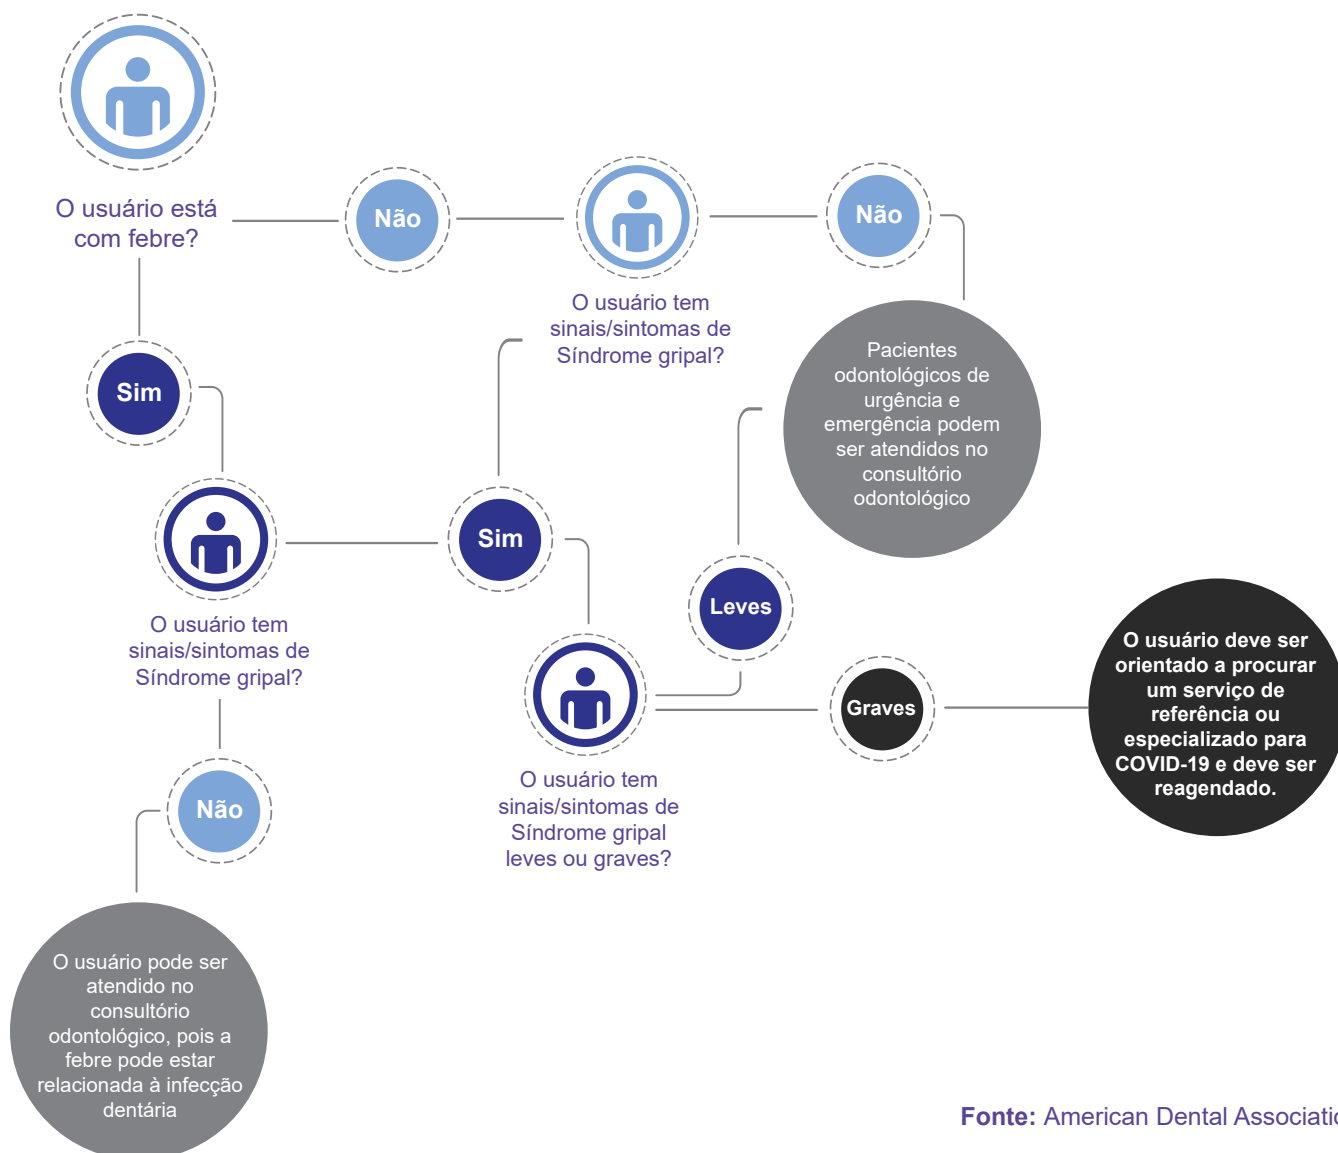 O usuário está
com febre?
Não
O usuário tem
sinais/sintomas de
Síndrome gripal?
Não
Pacientes
odontológicos de
urgência e
emergência podem
ser atendidos no
consultório
odontológico
Sim
O usuário tem
sinais/sintomas de
Síndrome gripal?
Sim
Leves
O usuário tem
sinais/sintomas de
Síndrome gripal
leves ou graves?
Graves
O usuário deve ser
orientado a procurar
um serviço de
referência ou
especializado para
COVID-19 e deve ser
reagendado.
Não
O usuário pode ser
atendido no
consultório
odontológico, pois a
febre pode estar
relacionada à infecção
dentária
Fonte: American Dental